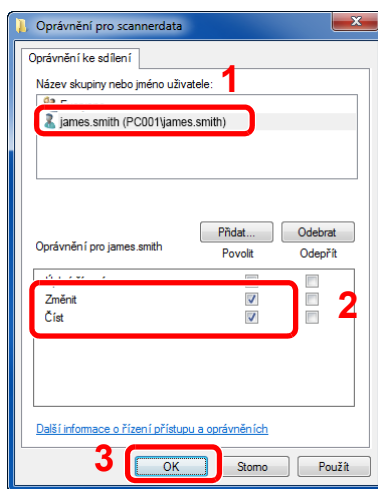 Oprávnění pro scannerdata
Oprávnění ke sdílení
Název skupiny nebo jméno uživatele:
1
james.smith (PC001\james.smith)
Přidat...
Odebrat
Oprávnění pro james.smith
Povolit
Odepřít
Změnit
Číst
2
Další informace o řízení přístupu a oprávněních
3
OK
Storno
Použít